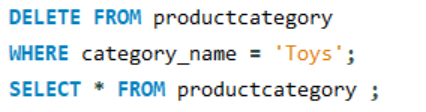 DELETE FROM productcategory
WHERE category_name = 'Toys';
SELECT * FROM productcategory ;